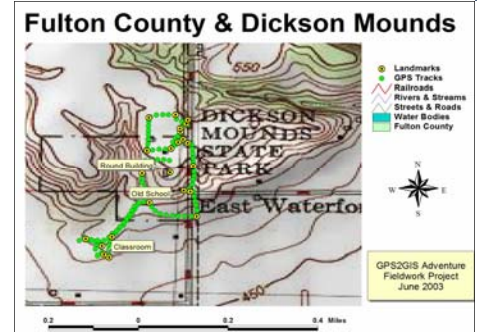 Fulton County & Dickson Mounds
550
Landmarks
GPS Tracks
Railroads
Rivers & Streams
Streets & Roads
Water Bodies
Fulton County
DICKSON
MOUNDS
STATE
PARK
Round Building
Old School
East Waterfo
Classroom
450
N
W E
S
GPS2GIS Adventure
Fieldwork Project
June 2003
0.2 0 0.2 0.4 Miles